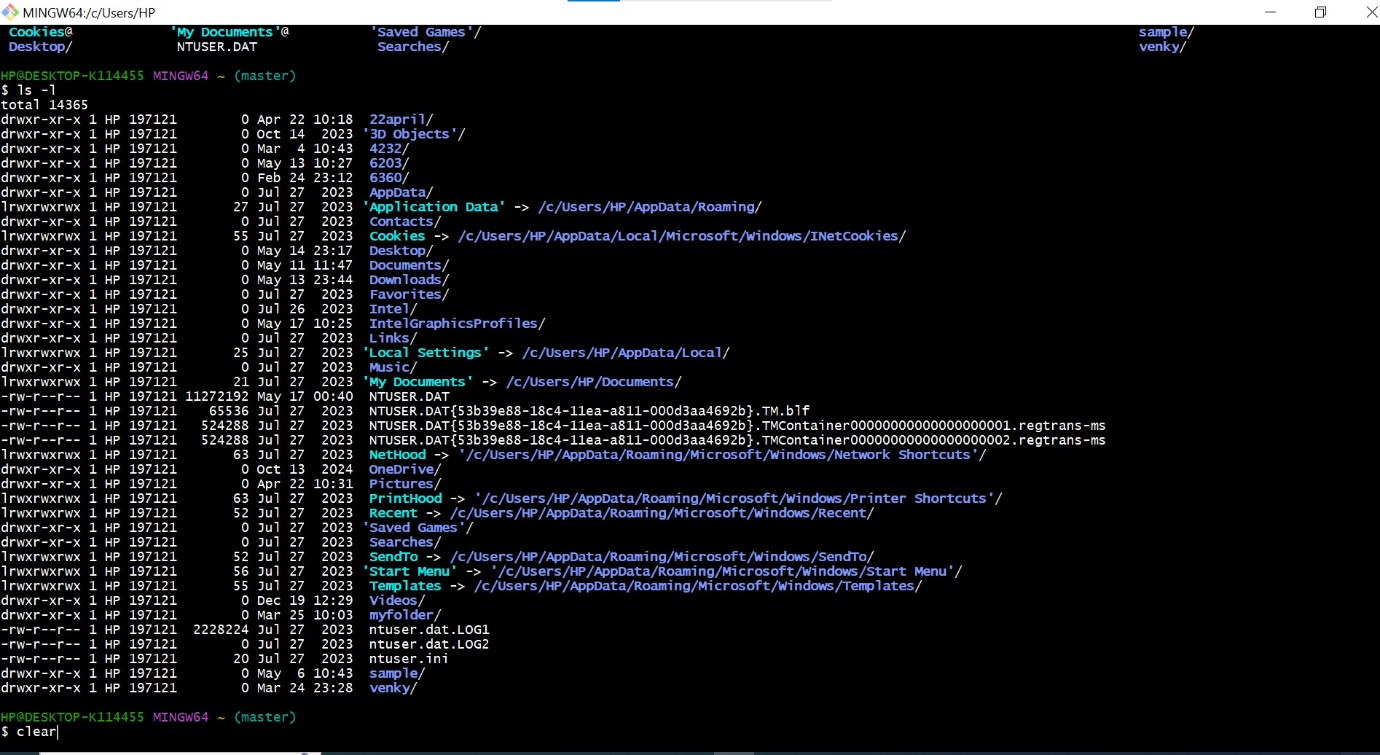 MINGW64:/c/Users/HP
Cookies@ 'My Documents'@ 'Saved Games'/ sample/
Desktop/ NTUSER.DAT Searches/ venky/
HP@DESKTOP-K114455 MINGW64 ~ (master)
$ ls -l
total 14365
drwxr-xr-x 1 HP 197121 0 Apr 22 10:18 22april/
drwxr-xr-x 1 HP 197121 0 Oct 14 2023 '3D Objects'/
drwxr-xr-x 1 HP 197121 0 Mar 4 10:43 4232/
drwxr-xr-x 1 HP 197121 0 May 13 10:27 6203/
drwxr-xr-x 1 HP 197121 0 Feb 24 23:12 6360/
drwxr-xr-x 1 HP 197121 0 Jul 27 2023 AppData/
lrwxrwxrwx 1 HP 197121 27 Jul 27 2023 'Application Data' -> /c/Users/HP/AppData/Roaming/
drwxr-xr-x 1 HP 197121 0 Jul 27 2023 Contacts/
lrwxrwxrwx 1 HP 197121 55 Jul 27 2023 Cookies -> /c/Users/HP/AppData/Local/Microsoft/Windows/INetCookies/
drwxr-xr-x 1 HP 197121 0 May 14 23:17 Desktop/
drwxr-xr-x 1 HP 197121 0 May 11 11:47 Documents/
drwxr-xr-x 1 HP 197121 0 May 13 23:44 Downloads/
drwxr-xr-x 1 HP 197121 0 Jul 27 2023 Favorites/
drwxr-xr-x 1 HP 197121 0 Jul 26 2023 Intel/
drwxr-xr-x 1 HP 197121 0 May 17 10:25 IntelGraphicsProfiles/
drwxr-xr-x 1 HP 197121 0 Jul 27 2023 Links/
lrwxrwxrwx 1 HP 197121 25 Jul 27 2023 'Local Settings' -> /c/Users/HP/AppData/Local/
drwxr-xr-x 1 HP 197121 0 Jul 27 2023 Music/
lrwxrwxrwx 1 HP 197121 21 Jul 27 2023 'My Documents' -> /c/Users/HP/Documents/
-rw-r--r-- 1 HP 197121 11272192 May 17 00:40 NTUSER.DAT
-rw-r--r-- 1 HP 197121 65536 Jul 27 2023 NTUSER.DAT{53b39e88-18c4-11ea-a811-000d3aa4692b}.TM.blf
-rw-r--r-- 1 HP 197121 524288 Jul 27 2023 NTUSER.DAT{53b39e88-18c4-11ea-a811-000d3aa4692b}.TMContainer00000000000000000001.regtrans-ms
-rw-r--r-- 1 HP 197121 524288 Jul 27 2023 NTUSER.DAT{53b39e88-18c4-11ea-a811-000d3aa4692b}.TMContainer00000000000000000002.regtrans-ms
lrwxrwxrwx 1 HP 197121 63 Jul 27 2023 NetHood -> '/c/Users/HP/AppData/Roaming/Microsoft/Windows/Network Shortcuts'/
drwxr-xr-x 1 HP 197121 0 Oct 13 2024 OneDrive/
drwxr-xr-x 1 HP 197121 0 Apr 22 10:31 Pictures/
lrwxrwxrwx 1 HP 197121 63 Jul 27 2023 PrintHood -> '/c/Users/HP/AppData/Roaming/Microsoft/Windows/Printer Shortcuts'/
lrwxrwxrwx 1 HP 197121 52 Jul 27 2023 Recent -> /c/Users/HP/AppData/Roaming/Microsoft/Windows/Recent/
drwxr-xr-x 1 HP 197121 0 Jul 27 2023 'Saved Games'/
drwxr-xr-x 1 HP 197121 0 Jul 27 2023 Searches/
lrwxrwxrwx 1 HP 197121 52 Jul 27 2023 SendTo -> /c/Users/HP/AppData/Roaming/Microsoft/Windows/SendTo/
lrwxrwxrwx 1 HP 197121 56 Jul 27 2023 'Start Menu' -> '/c/Users/HP/AppData/Roaming/Microsoft/Windows/Start Menu'/
lrwxrwxrwx 1 HP 197121 55 Jul 27 2023 Templates -> /c/Users/HP/AppData/Roaming/Microsoft/Windows/Templates/
drwxr-xr-x 1 HP 197121 0 Dec 19 12:29 Videos/
drwxr-xr-x 1 HP 197121 0 Mar 25 10:03 myfolder/
-rw-r--r-- 1 HP 197121 2228224 Jul 27 2023 ntuser.dat.LOG1
-rw-r--r-- 1 HP 197121 0 Jul 27 2023 ntuser.dat.LOG2
-rw-r--r-- 1 HP 197121 20 Jul 27 2023 ntuser.ini
drwxr-xr-x 1 HP 197121 0 May 6 10:43 sample/
drwxr-xr-x 1 HP 197121 0 Mar 24 23:28 venky/
HP@DESKTOP-K114455 MINGW64 ~ (master)
$ clear